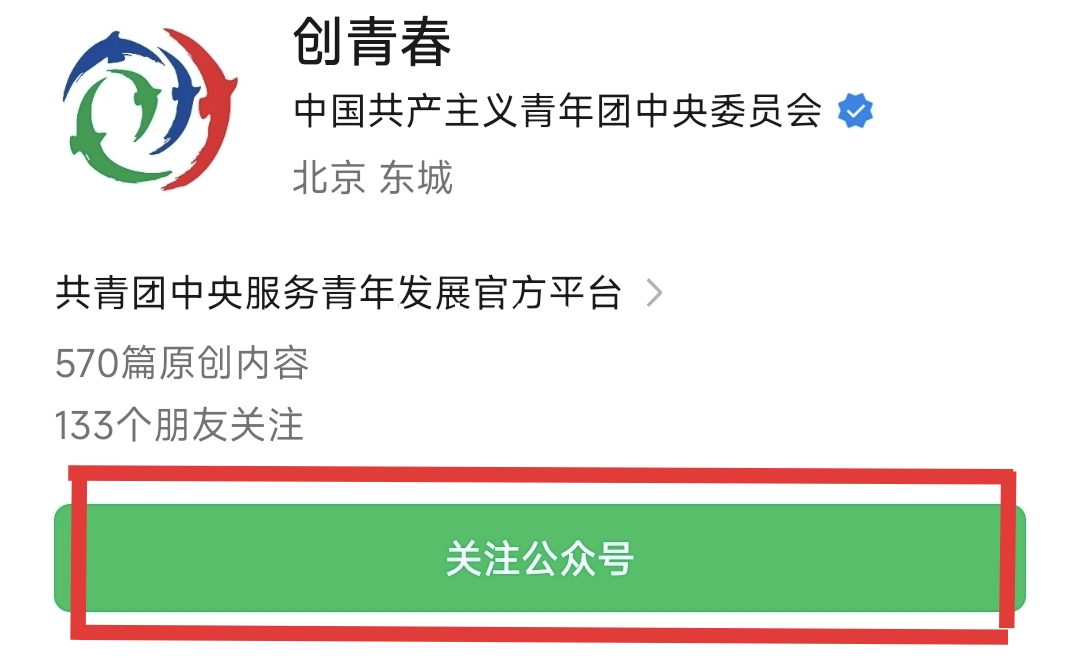 创青春
中国共产主义青年团中央委员会
北京 东城
共青团中央服务青年发展官方平台
570篇原创内容
133个朋友关注
关注公众号